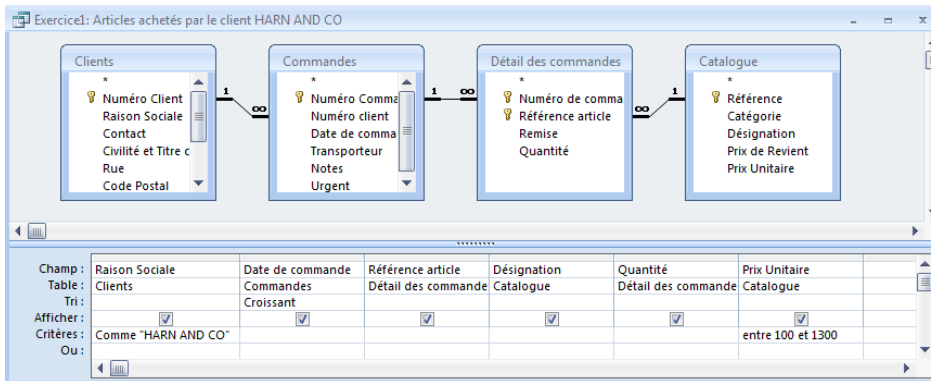 Exercice1: Articles achetés par le client HARN AND CO
Clients
*
Numéro Client
Raison Sociale
Contact
Civilité et Titre c
Rue
Code Postal
1
∞
Commandes
*
Numéro Comma
Numéro client
Date de comma
Transporteur
Notes
Urgent
1
∞
Détail des commandes
*
Numéro de comma
Référence article
Remise
Quantité
∞
1
Catalogue
*
Référence
Catégorie
Désignation
Prix de Revient
Prix Unitaire
Champ : Raison Sociale Date de commande Référence article Désignation Quantité Prix Unitaire
Table : Clients Commandes Détail des commande Catalogue Détail des commande Catalogue
Tri : Croissant
Afficher :
Critères : Comme "HARN AND CO" entre 100 et 1300
Ou :